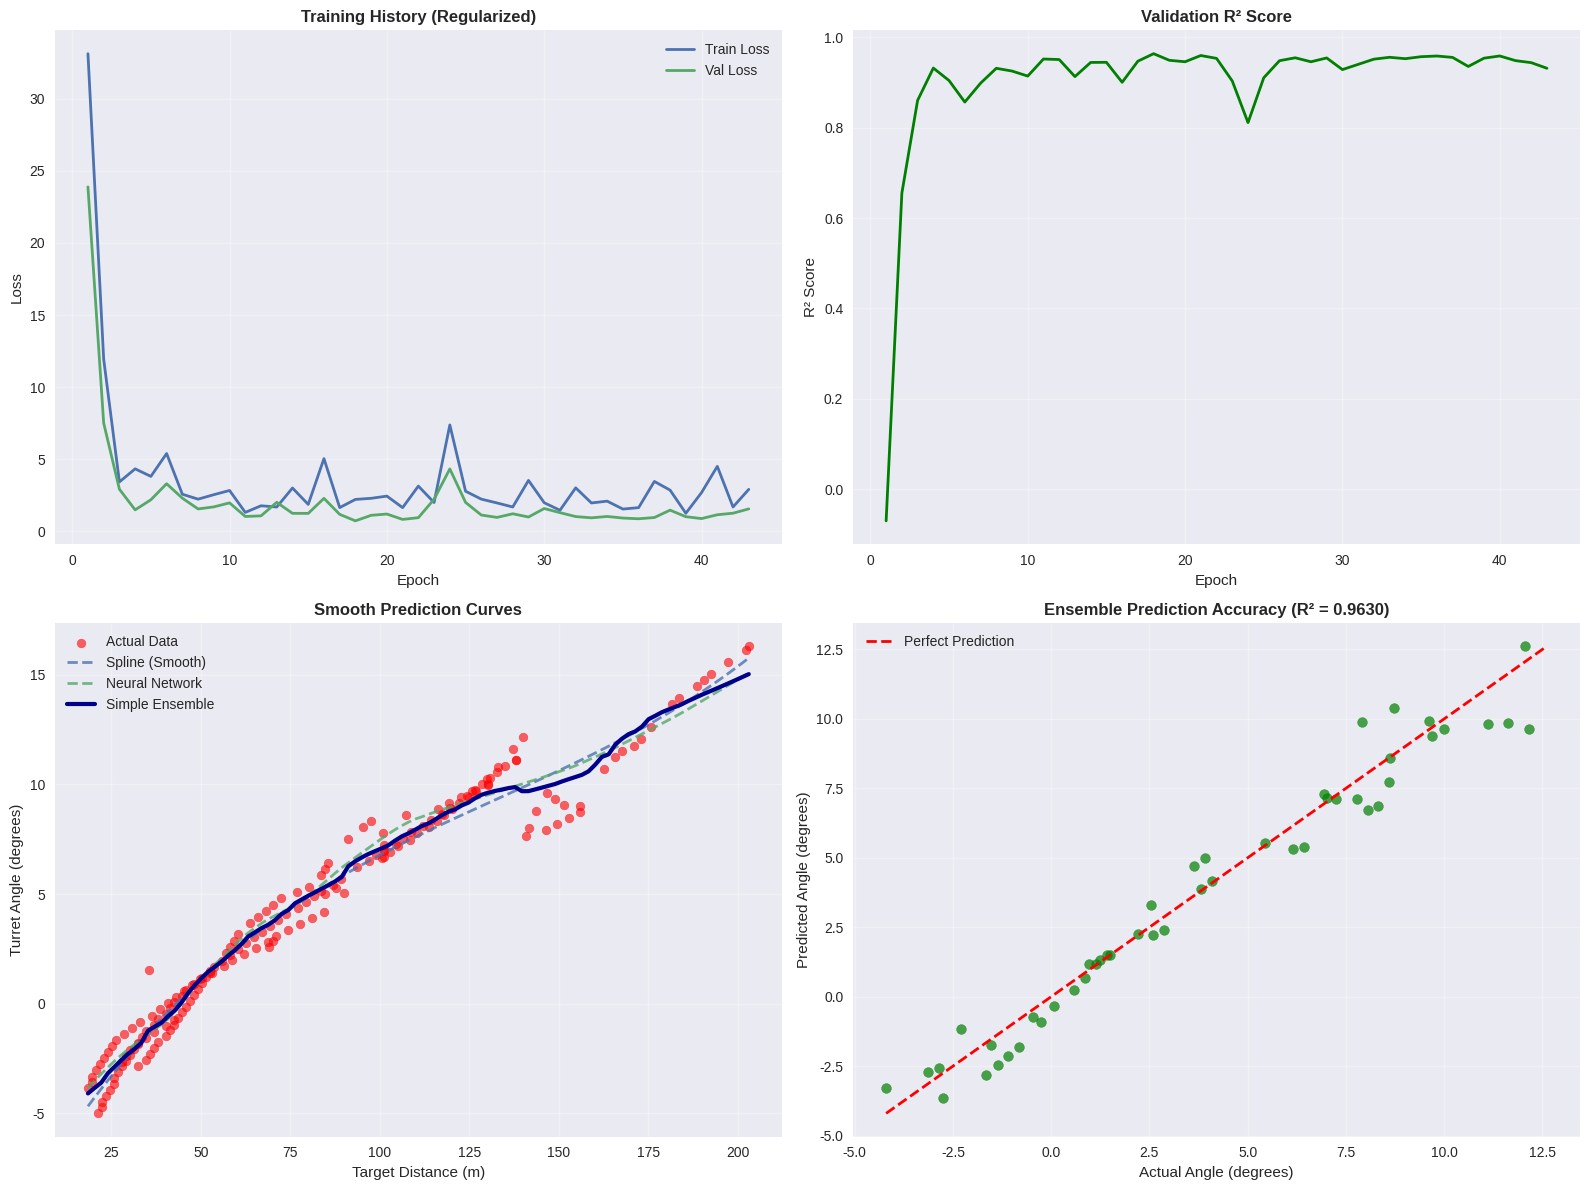 Training History (Regularized)
Train Loss
Val Loss
30
25
20
15
10
5
0
Loss
0 10 20 30 40
Epoch
Validation R² Score
1.0
0.8
0.6
0.4
0.2
0.0
R² Score
0 10 20 30 40
Epoch
Smooth Prediction Curves
Actual Data
Spline (Smooth)
Neural Network
Simple Ensemble
15
10
5
0
-5
Turret Angle (degrees)
25 50 75 100 125 150 175 200
Target Distance (m)
Ensemble Prediction Accuracy (R² = 0.9630)
Perfect Prediction
12.5
10.0
7.5
5.0
2.5
0.0
-2.5
-5.0
Predicted Angle (degrees)
-5.0 -2.5 0.0 2.5 5.0 7.5 10.0 12.5
Actual Angle (degrees)